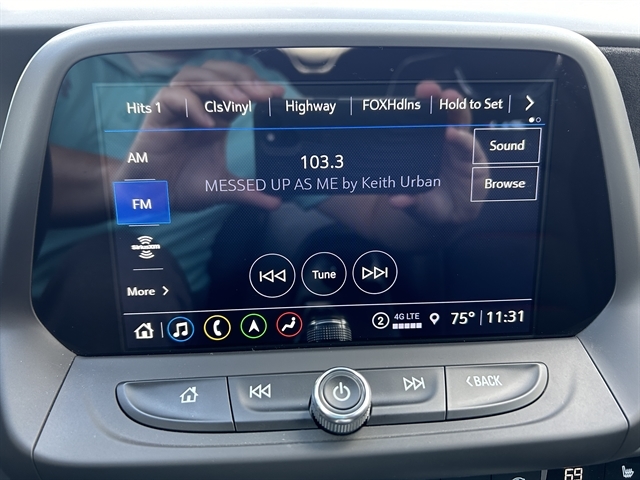 Hits 1 ClsVinyl Highway FOXHdlns Hold to Set
AM
103.3
Sound
MESSED UP AS ME by Keith Urban
Browse
FM
SiriusXM
Tune
More
2 4G LTE 75° 11:31
BACK
69